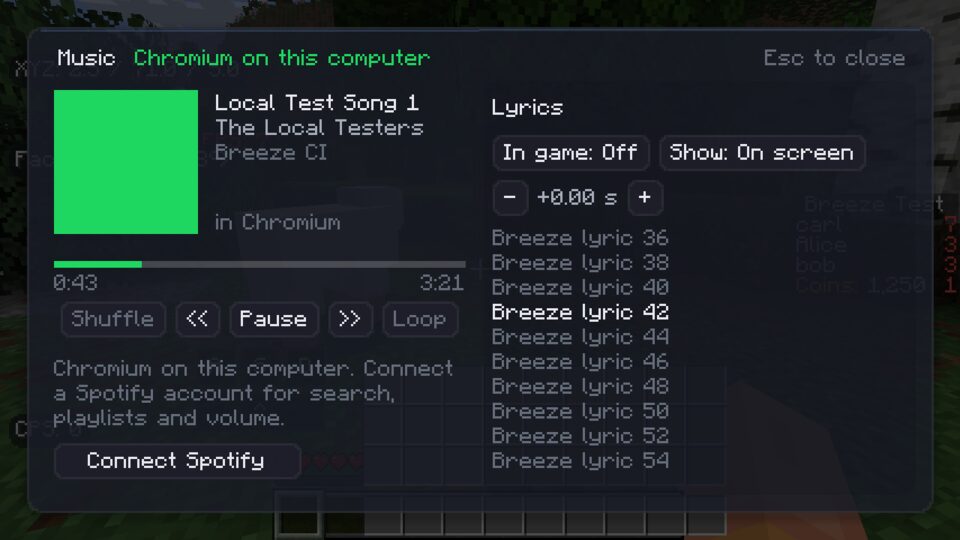 Music Chromium on this computer
Esc to close
Local Test Song 1
The Local Testers
Breeze CI
in Chromium
0:43
3:21
Shuffle
<<
Pause
>>
Loop
Chromium on this computer. Connect
a Spotify account for search,
playlists and volume.
Connect Spotify
Lyrics
In game: Off
Show: On screen
-
+0.00 s
+
Breeze lyric 36
Breeze lyric 38
Breeze lyric 40
Breeze lyric 42
Breeze lyric 44
Breeze lyric 46
Breeze lyric 48
Breeze lyric 50
Breeze lyric 52
Breeze lyric 54
Breeze Test
carl 7
Alice 3
bob 3
Coins: 1,250 1